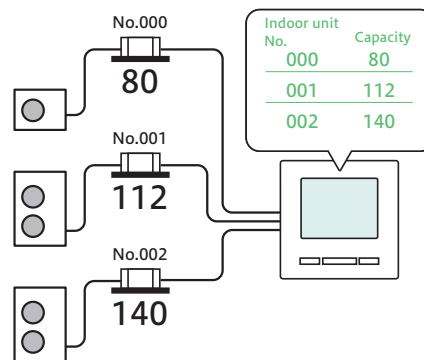 No.000
80
No.001
112
No.002
140
Indoor unit
No. Capacity
000 80
001 112
002 140